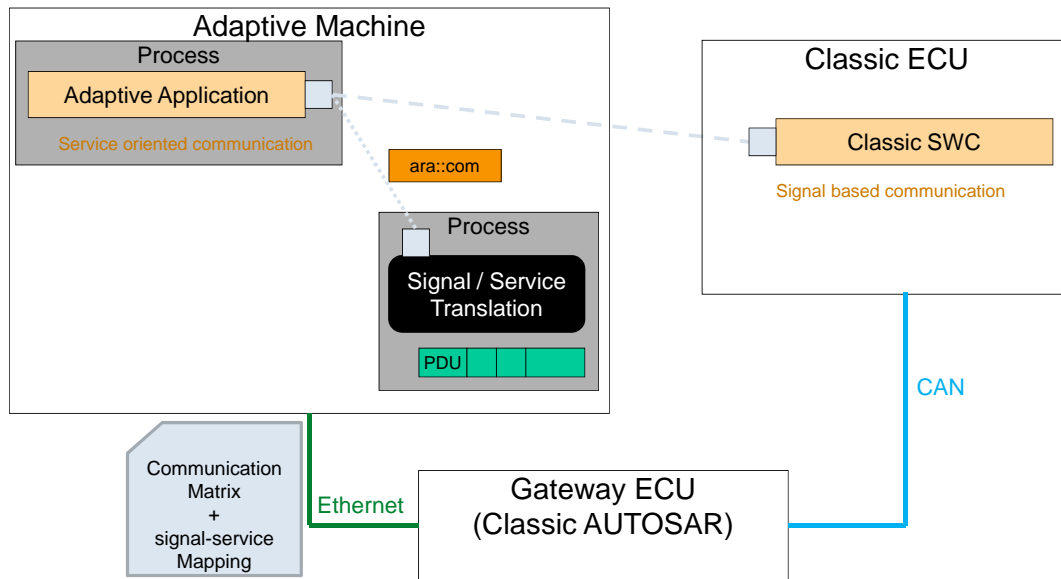 Adaptive Machine
Process
Adaptive Application
Service oriented communication
ara::com
Process
Signal / Service
Translation
PDU
Classic ECU
Classic SWC
Signal based communication
CAN
Communication
Matrix
+
signal-service
Mapping
Ethernet
Gateway ECU
(Classic AUTOSAR)